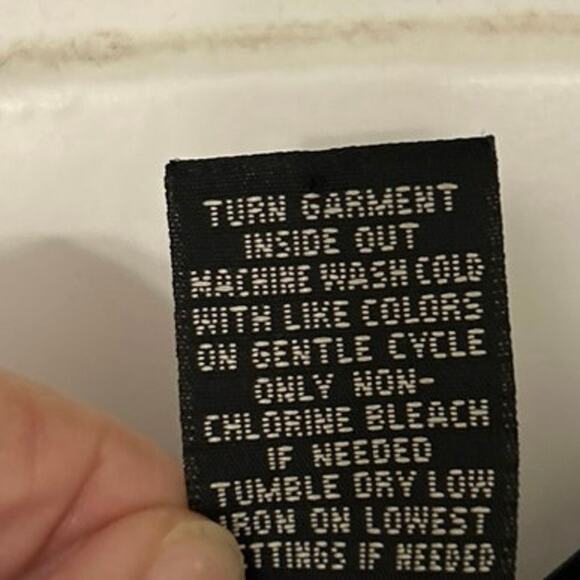 TURN GARMENT
INSIDE OUT
MACHINE WASH COLD
WITH LIKE COLORS
ON GENTLE CYCLE
ONLY NON-
CHLORINE BLEACH
IF NEEDED
TUMBLE DRY LOW
IRON ON LOWEST
ETTINGS IF NEEDED